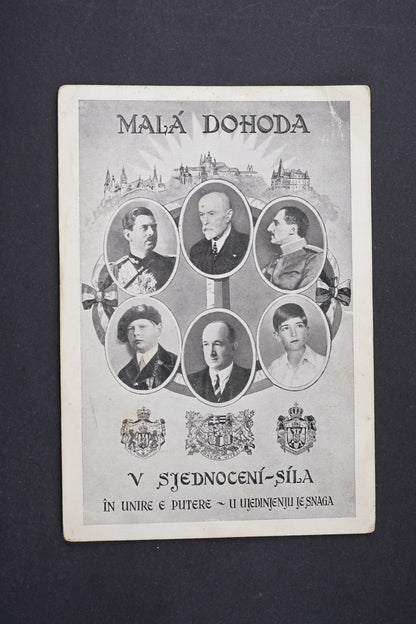 MALÁ DOHODA
V SJEDNOCENÍ-SÍLA
ÎN UNIRE E PUTERE ~ U UJEDINJENJU JE SNAGA